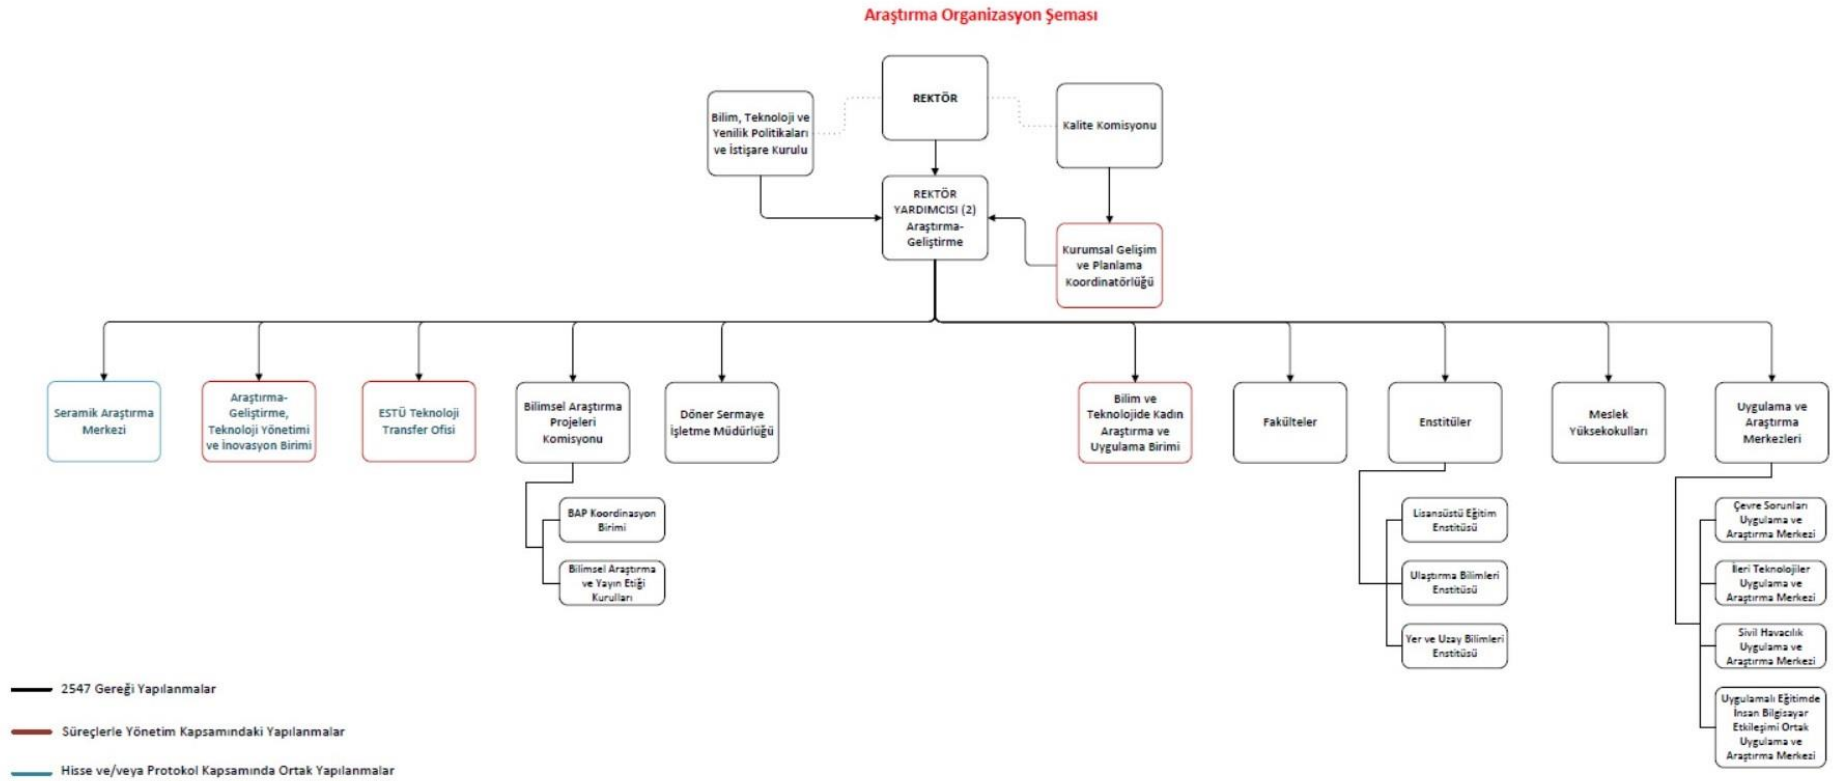 Araştırma Organizasyon Şeması
REKTÖR
Bilim, Teknoloji ve
Yenilik Politikaları
ve İstişare Kurulu
Kalite Komisyonu
REKTÖR
YARDIMCISI (2)
Araştırma-
Geliştirme
Kurumsal Gelişim
ve Planlama
Koordinatörlüğü
Seramik Araştırma
Merkezi
Araştırma-
Geliştirme,
Teknoloji Yönetimi
ve İnovasyon Birimi
ESTÜ Teknoloji
Transfer Ofisi
Bilimsel Araştırma
Projeleri
Komisyonu
Döner Sermaye
İşletme Müdürlüğü
Bilim ve
Teknolojide Kadın
Araştırma ve
Uygulama Birimi
Fakülteler
Enstitüler
Meslek
Yüksekokulları
Uygulama ve
Araştırma
Merkezleri
BAP Koordinasyon
Birimi
Bilimsel Araştırma
ve Yayın Etiği
Kurulları
Lisansüstü Eğitim
Enstitüsü
Ulaştırma Bilimleri
Enstitüsü
Yer ve Uzay Bilimleri
Enstitüsü
Çevre Sorunları
Uygulama ve
Araştırma Merkezi
İleri Teknolojiler
Uygulama ve
Araştırma Merkezi
Sivil Havacılık
Uygulama ve
Araştırma Merkezi
Uygulamalı Eğitimde
İnsan Bilgisayar
Etkileşimi Ortak
Uygulama ve
Araştırma Merkezi
2547 Gereği Yapılanmalar
Süreçlerle Yönetim Kapsamındaki Yapılanmalar
Hisse ve/veya Protokol Kapsamında Ortak Yapılanmalar